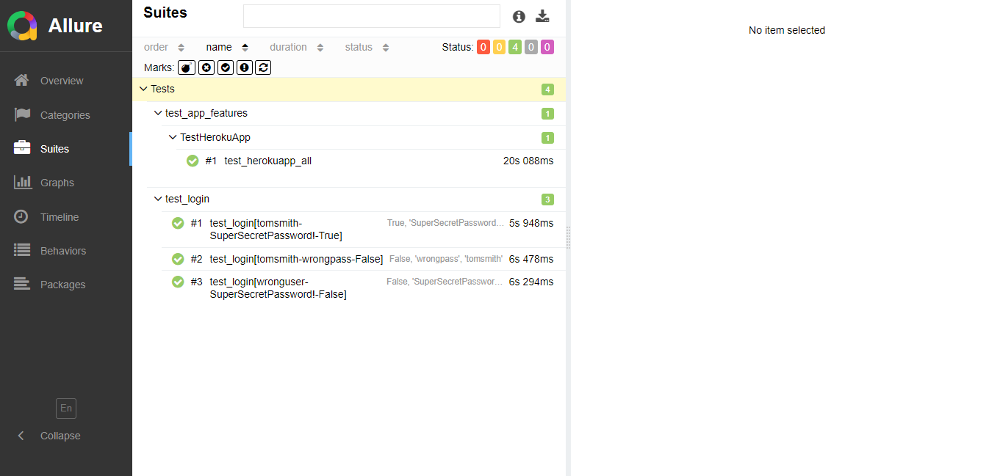 Allure
Overview
Categories
Suites
Graphs
Timeline
Behaviors
Packages
En
Collapse
Suites
order name duration status Status: 0 0 4 0 0
Marks:
Tests 4
test_app_features 1
TestHerokuApp 1
#1 test_herokuapp_all 20s 088ms
test_login 3
#1 test_login[tomsmith- True, 'SuperSecretPassword... 5s 948ms
SuperSecretPassword!-True]
#2 test_login[tomsmith-wrongpass-False] False, 'wrongpass', 'tomsmith' 6s 478ms
#3 test_login[wronguser- False, 'SuperSecretPasswor... 6s 294ms
SuperSecretPassword!-False]
No item selected